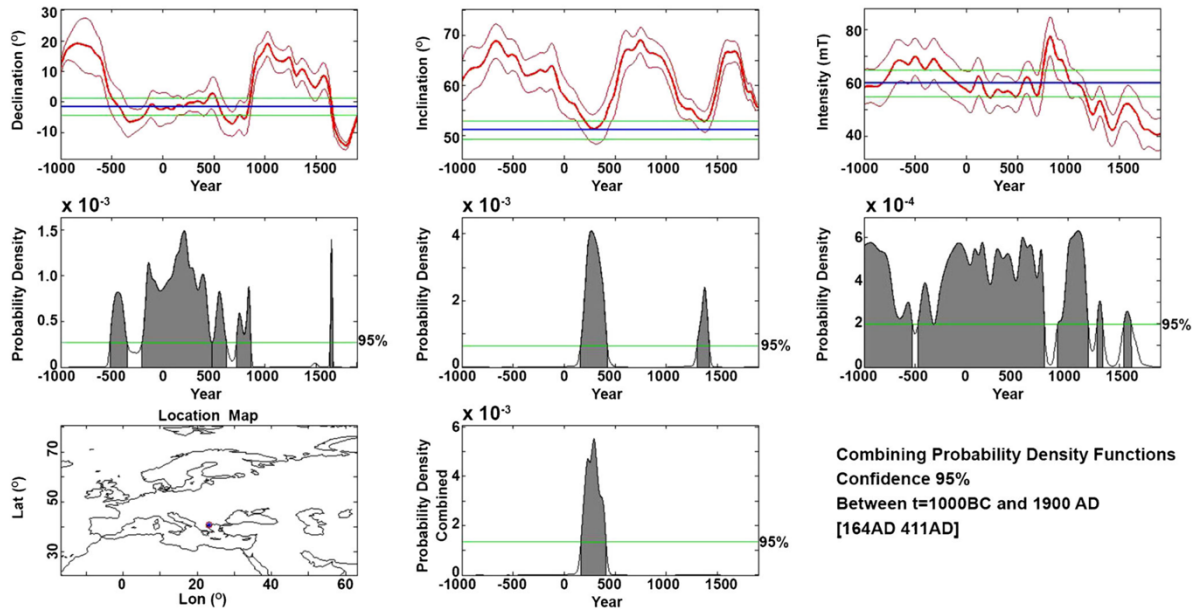 Declination (°)
30
20
10
0
-10
-1000 -500 0 500 1000 1500
Year
Inclination (°)
70
60
50
-1000 -500 0 500 1000 1500
Year
Intensity (mT)
80
60
40
-1000 -500 0 500 1000 1500
Year
x 10-3
Probability Density
1.5
1.0
0.5
0
95%
-1000 -500 0 500 1000 1500
Year
x 10-3
Probability Density
4
2
0
95%
-1000 -500 0 500 1000 1500
Year
x 10-4
Probability Density
6
4
2
0
95%
-1000 -500 0 500 1000 1500
Year
Location Map
Lat (°)
70
50
40
30
0 20 40 60
Lon (°)
x 10-3
Probability Density
Combined
6
4
2
0
95%
-1000 -500 0 500 1000 1500
Year
Combining Probability Density Functions
Confidence 95%
Between t=1000BC and 1900 AD
[164AD 411AD]